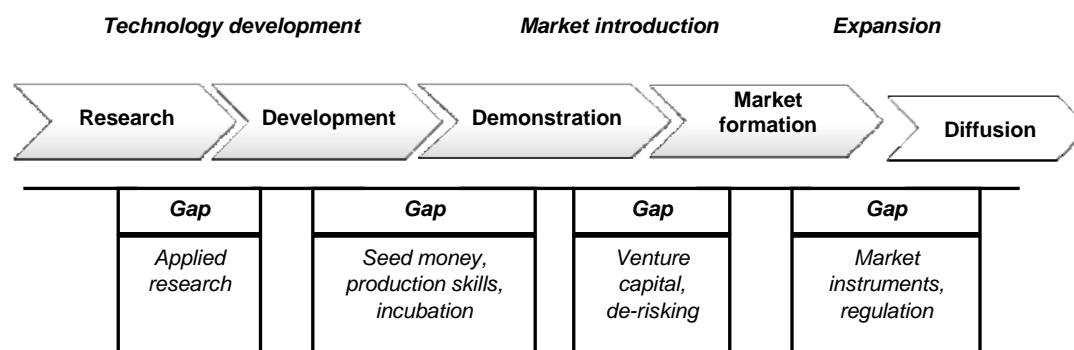 Technology development Market introduction Expansion
Research Development Demonstration Market formation Diffusion
Gap Gap Gap Gap
Applied
research
Seed money,
production skills,
incubation
Venture
capital,
de-risking
Market
instruments,
regulation